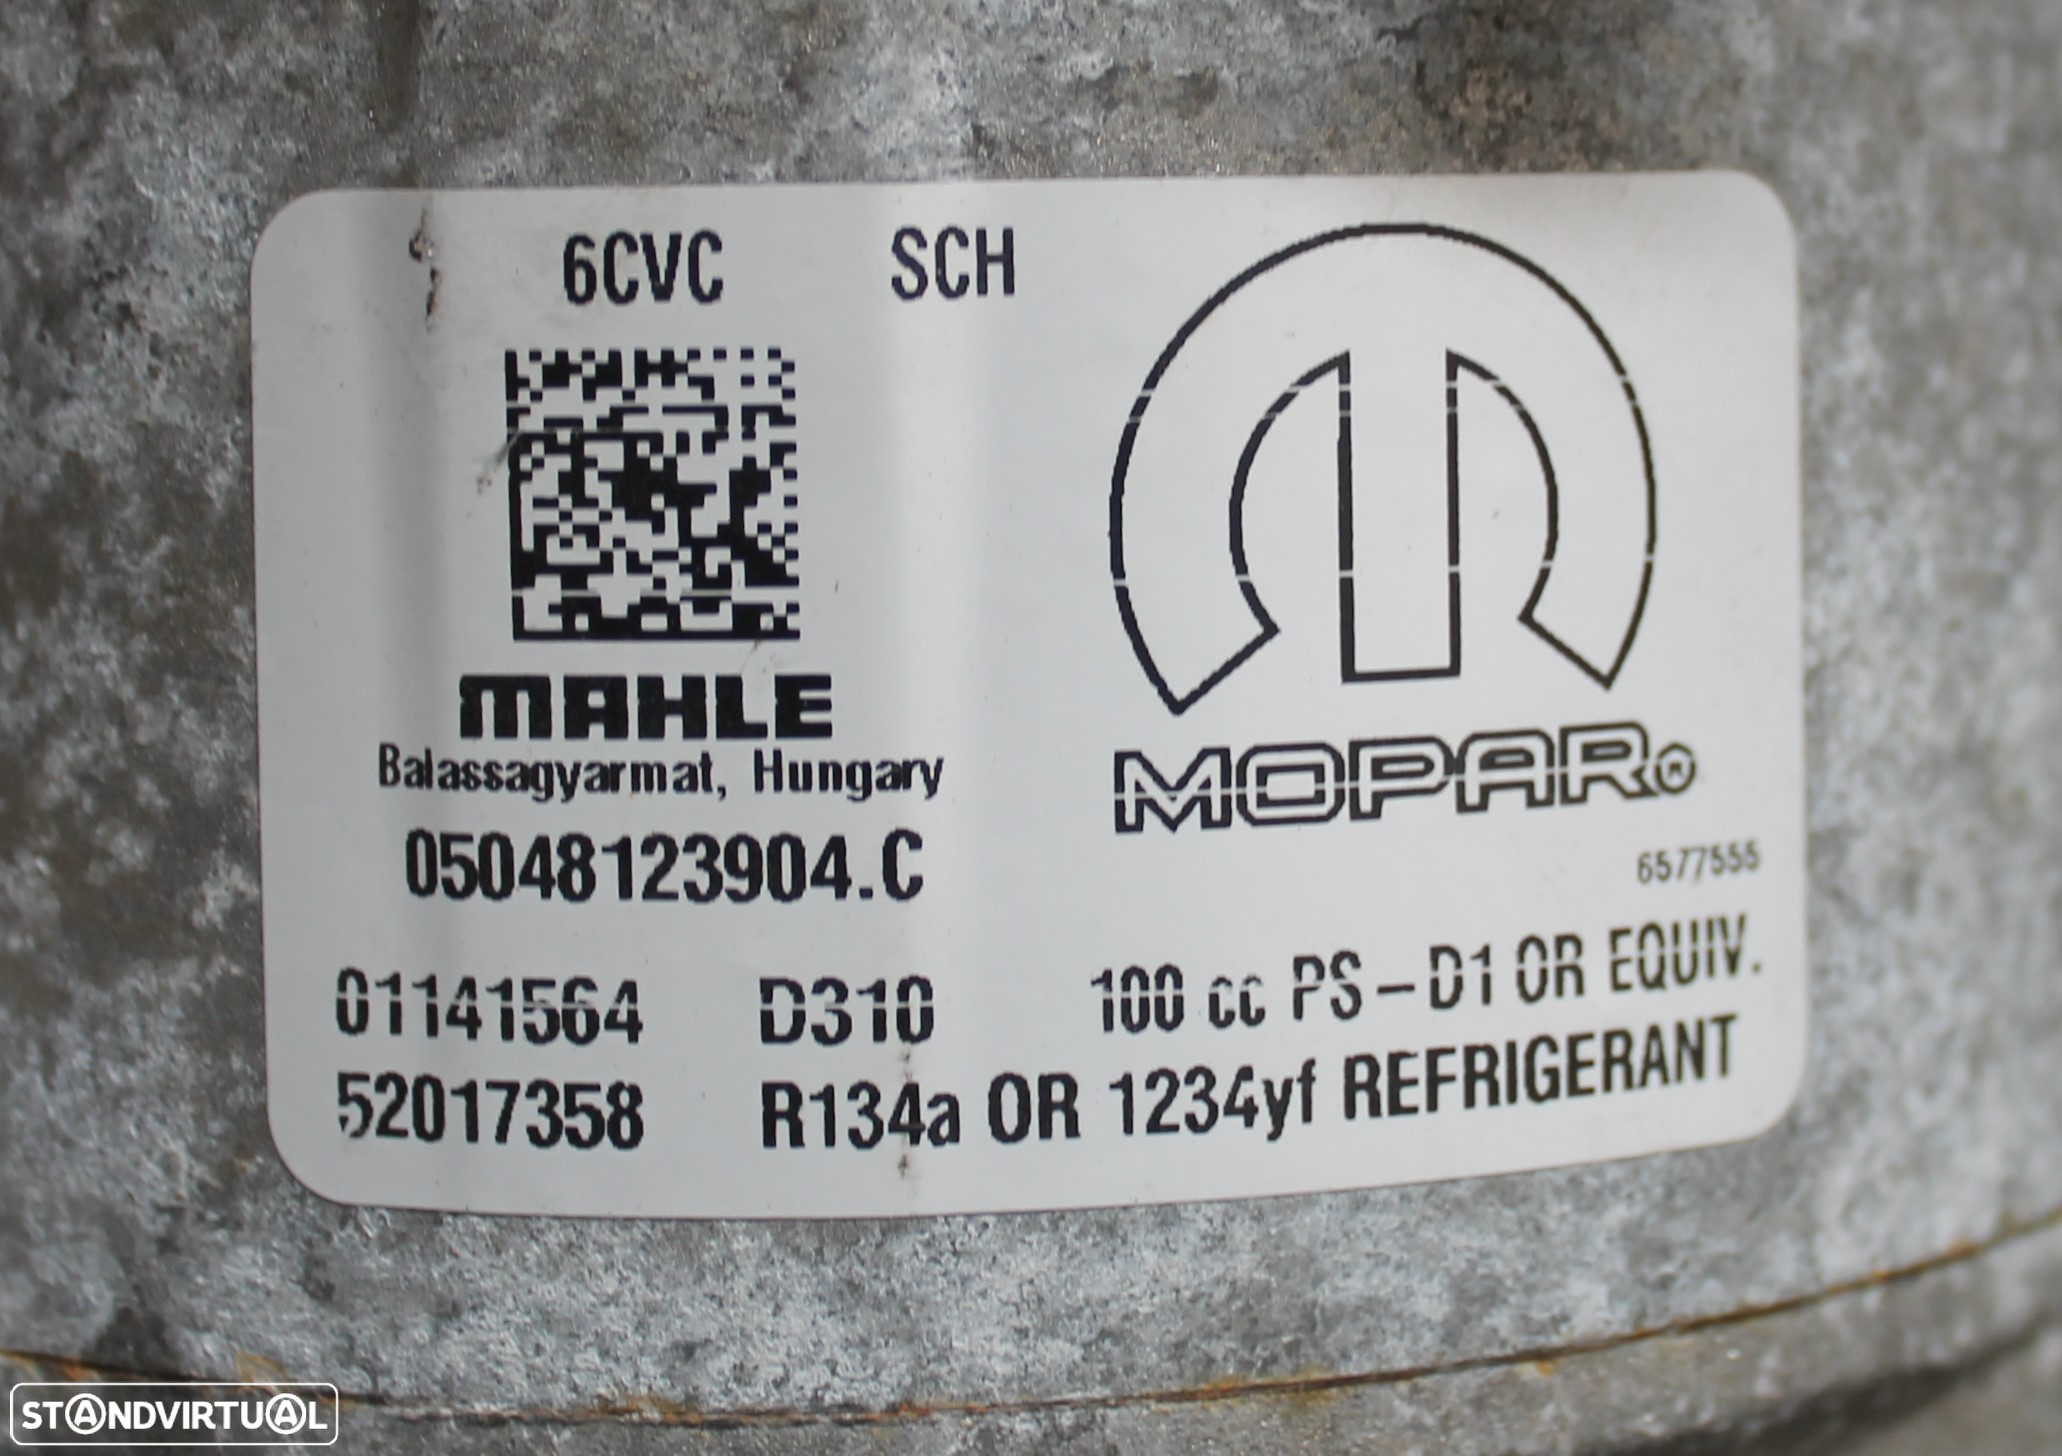 6CVC SCH
MAHLE
Balassagyarmat, Hungary
05048123904.C
MOPAR®
6577555
01141564 D310 100 cc PS-D1 OR EQUIV.
52017358 R134a OR 1234yf REFRIGERANT
STANDVIRTUAL